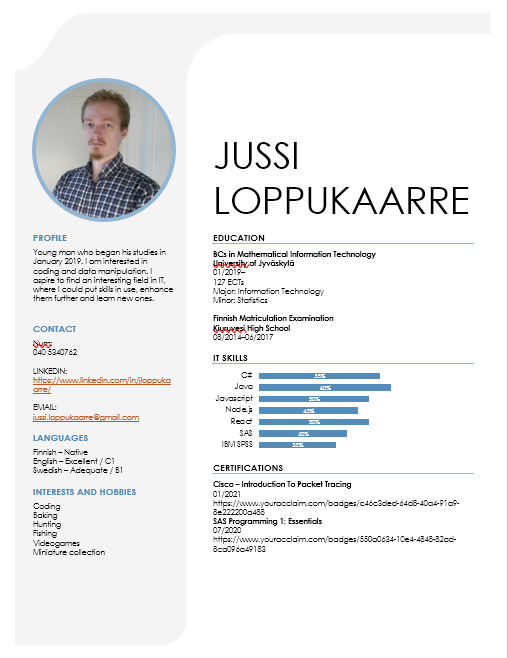 JUSSI
LOPPUKAARRE
PROFILE
Young man who began his studies in
January 2019. I am interested in
coding and data manipulation. I
aspire to find an interesting field in IT,
where I could put skills in use, enhance
them further and learn new ones.
CONTACT
040 5340762
LINKEDIN:
https://www.linkedin.com/in/jloppuka
arre/
EMAIL:
jussi.loppukaarre@gmail.com
LANGUAGES
Finnish – Native
English – Excellent / C1
Swedish – Adequate / B1
INTERESTS AND HOBBIES
Coding
Baking
Hunting
Fishing
Videogames
Miniature collection
EDUCATION
BCs in Mathematical Information Technology
University of Jyväskylä
01/2019–
127 ECTs
Major: Information Technology
Minor: Statistics
Finnish Matriculation Examination
Kiuruvesi High School
08/2014–06/2017
IT SKILLS
C# 55%
Java 60%
Javascript 50%
Node.js 45%
React 50%
SAS 40%
IBM SPSS 35%
CERTIFICATIONS
Cisco – Introduction To Packet Tracing
01/2021
https://www.youracclaim.com/badges/c46c3ded-64d8-40a4-91a9-
8e222200a488
SAS Programming 1: Essentials
07/2020
https://www.youracclaim.com/badges/550a0634-10e4-4848-82ad-
8ca096a49183